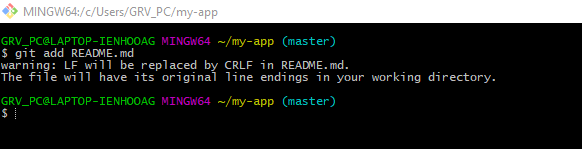 MINGW64:/c/Users/GRV_PC/my-app
GRV_PC@LAPTOP-IENHOOAG MINGW64 ~/my-app (master)
$ git add README.md
warning: LF will be replaced by CRLF in README.md.
The file will have its original line endings in your working directory.
GRV_PC@LAPTOP-IENHOOAG MINGW64 ~/my-app (master)
$